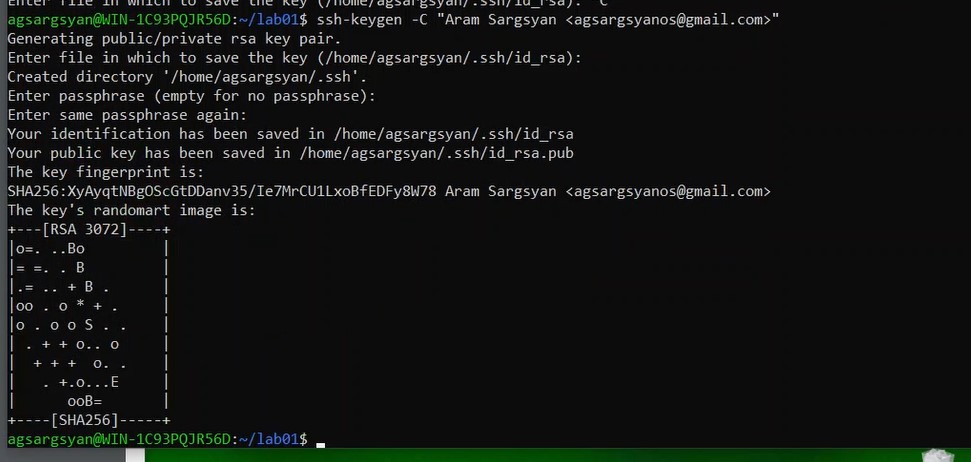 Enter file in which to save the key (/home/agsargsyan/.ssh/id_rsa): ^C
agsargsyan@WIN-1C93PQJR56D:~/lab01$ ssh-keygen -C "Aram Sargsyan <agsargsyanos@gmail.com>"
Generating public/private rsa key pair.
Enter file in which to save the key (/home/agsargsyan/.ssh/id_rsa):
Created directory '/home/agsargsyan/.ssh'.
Enter passphrase (empty for no passphrase):
Enter same passphrase again:
Your identification has been saved in /home/agsargsyan/.ssh/id_rsa
Your public key has been saved in /home/agsargsyan/.ssh/id_rsa.pub
The key fingerprint is:
SHA256:XyAyqtNBgOScGtDDanv35/Ie7MrCU1LxoBfEDFy8W78 Aram Sargsyan <agsargsyanos@gmail.com>
The key's randomart image is:
+---[RSA 3072]----+
|o=. ..Bo         |
|= =. . B         |
|.= .. + B .      |
|oo . o * + .     |
|o . o o S . .    |
| . + + o.. o     |
|  + + +  o. .    |
|   . +.o...E     |
|      ooB=       |
+----[SHA256]-----+
agsargsyan@WIN-1C93PQJR56D:~/lab01$